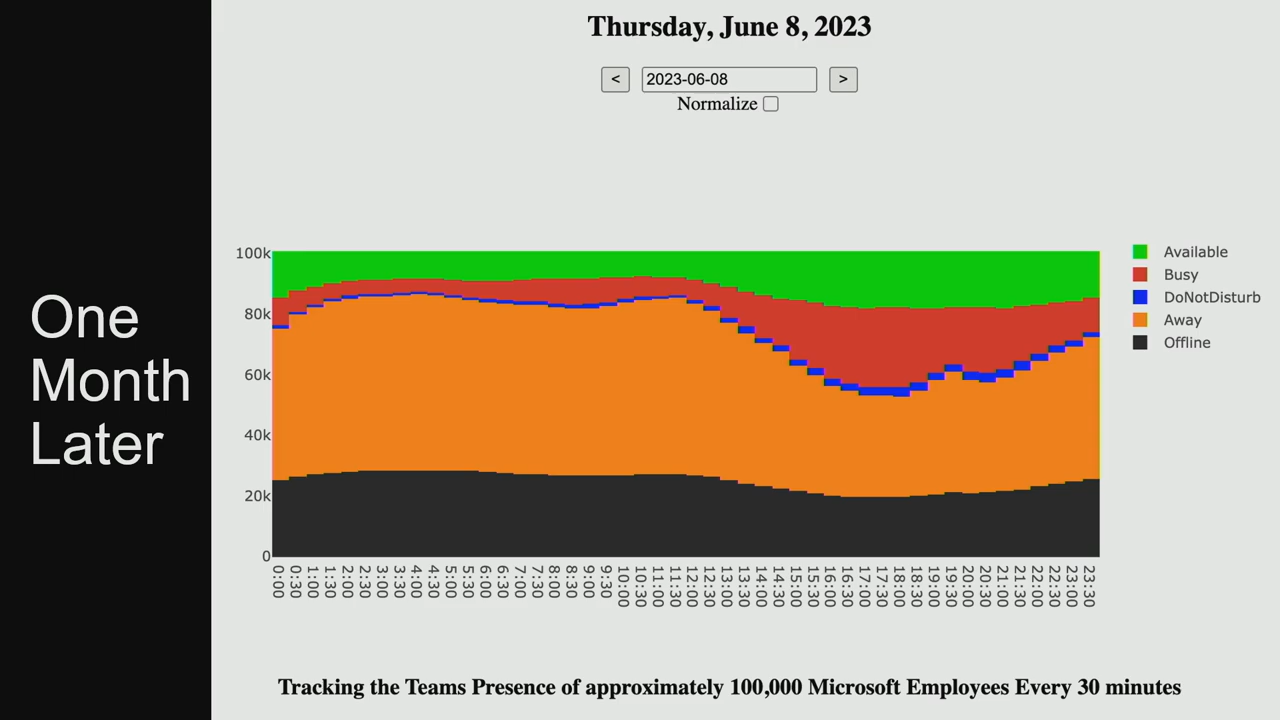 One
Month
Later
Thursday, June 8, 2023
< 2023-06-08 >
Normalize
100k
80k
60k
40k
20k
0
0:00 0:30 1:00 1:30 2:00 2:30 3:00 3:30 4:00 4:30 5:00 5:30 6:00 6:30 7:00 7:30 8:00 8:30 9:00 9:30 10:00 10:30 11:00 11:30 12:00 12:30 13:00 13:30 14:00 14:30 15:00 15:30 16:00 16:30 17:00 17:30 18:00 18:30 19:00 19:30 20:00 20:30 21:00 21:30 22:00 22:30 23:00 23:30
Available
Busy
DoNotDisturb
Away
Offline
Tracking the Teams Presence of approximately 100,000 Microsoft Employees Every 30 minutes